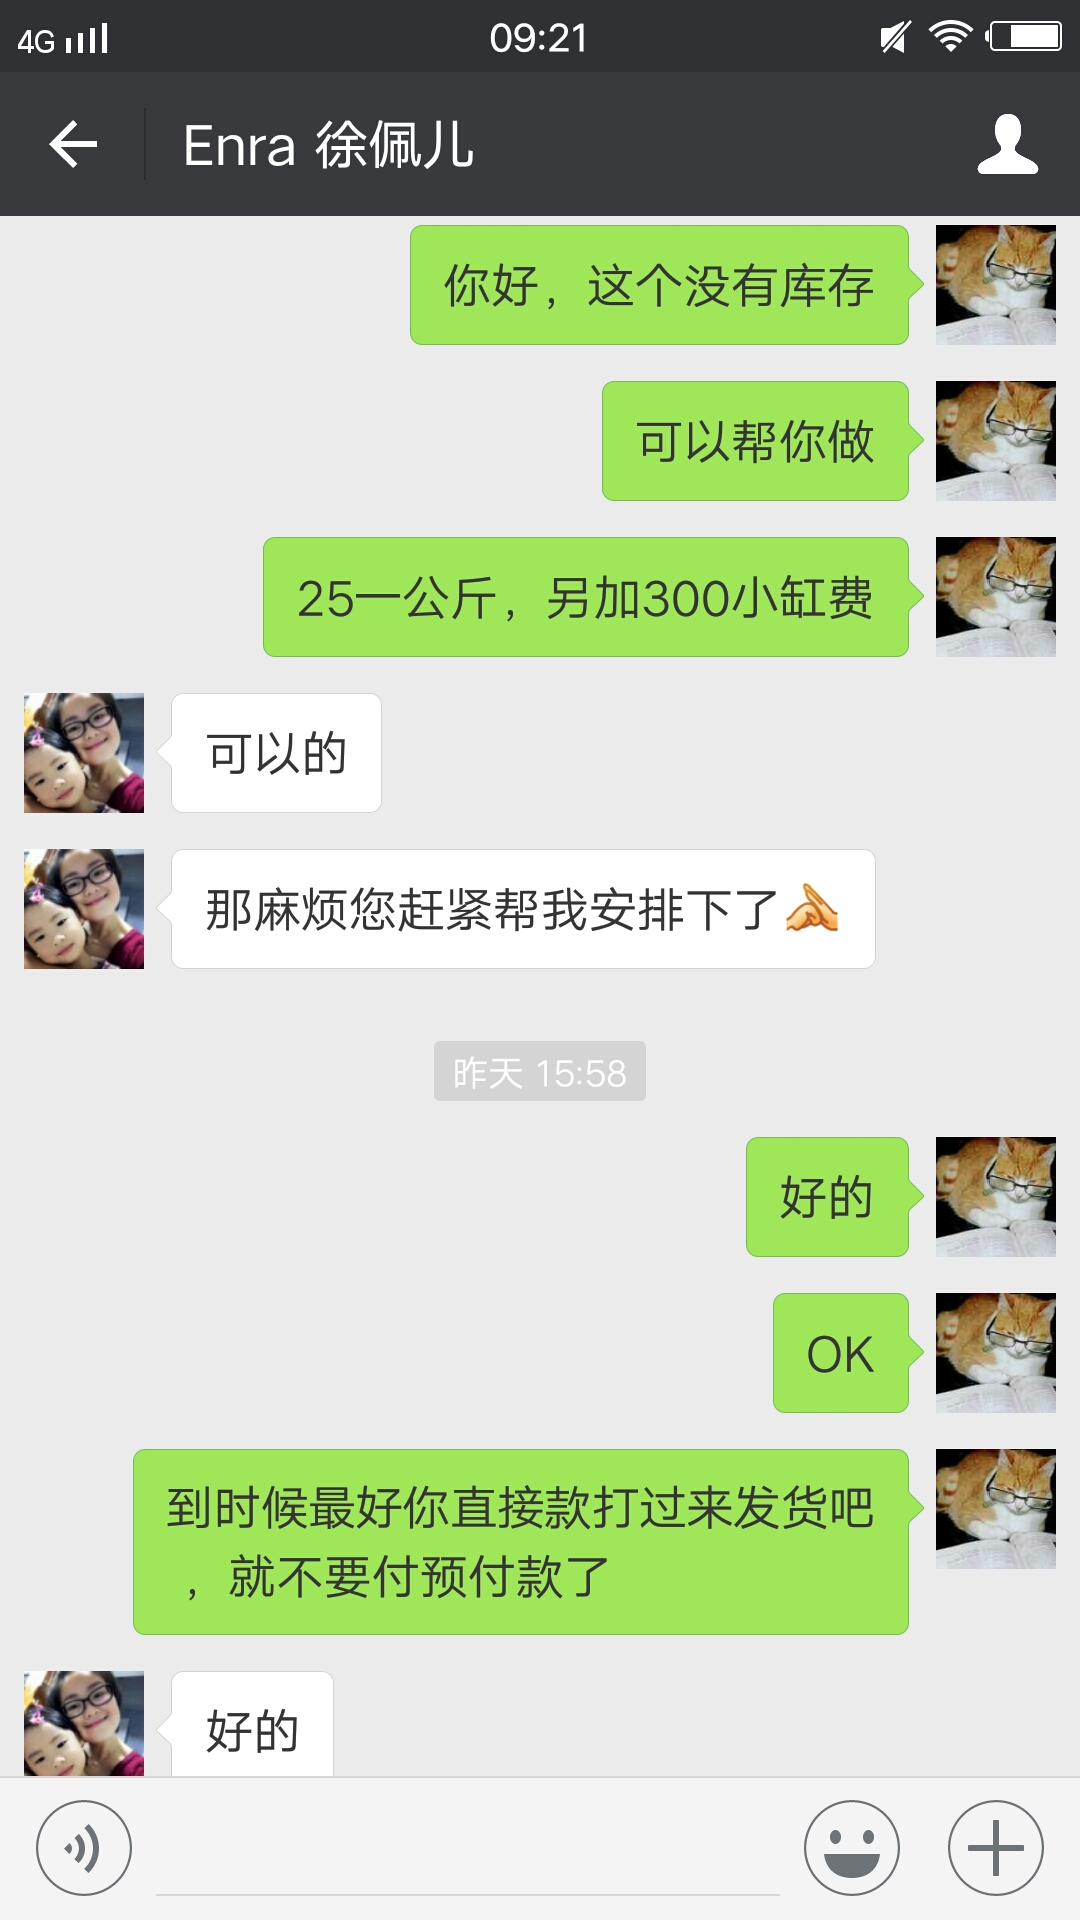 4G 09:21
Enra 徐佩儿
你好，这个没有库存
可以帮你做
25一公斤，另加300小缸费
可以的
那麻烦您赶紧帮我安排下了
昨天 15:58
好的
OK
到时候最好你直接款打过来发货吧
，就不要付预付款了
好的